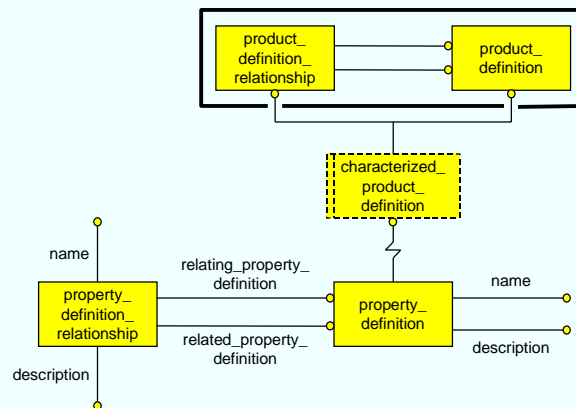 product_
definition_
relationship
product_
definition
characterized_
product_
definition
name
relating_property_
definition
name
property_
definition_
relationship
property_
definition
related_property_
definition
description
description